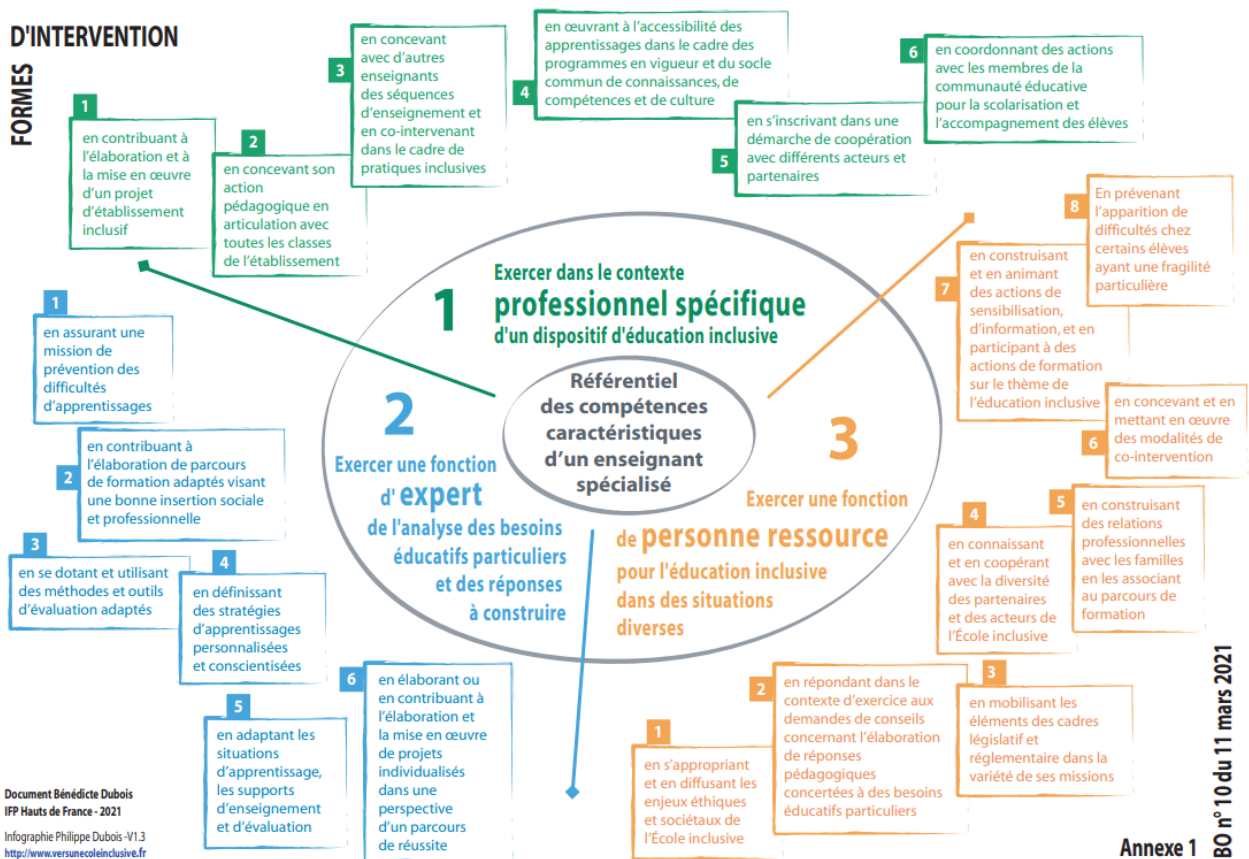 D'INTERVENTION
FORMES
1
en contribuant à
l'élaboration et à
la mise en œuvre
d'un projet
d'établissement
inclusif
2
en concevant son
action
pédagogique en
articulation avec
toutes les classes
de l'établissement
3
en concevant
avec d'autres
enseignants
des séquences
d'enseignement et
en co-intervenant
dans le cadre de
pratiques inclusives
4
en œuvrant à l'accessibilité des
apprentissages dans le cadre des
programmes en vigueur et du socle
commun de connaissances, de
compétences et de culture
5
en s'inscrivant dans une
démarche de coopération
avec différents acteurs et
partenaires
6
en coordonnant des actions
avec les membres de la
communauté éducative
pour la scolarisation et
l'accompagnement des élèves
1
Exercer dans le contexte
professionnel spécifique
d'un dispositif d'éducation inclusive
Référentiel
des compétences
caractéristiques
d'un enseignant
spécialisé
2
Exercer une fonction
d' expert
de l'analyse des besoins
éducatifs particuliers
et des réponses
à construire
3
Exercer une fonction
de personne ressource
pour l'éducation inclusive
dans des situations
diverses
1
en assurant une
mission de
prévention des
difficultés
d'apprentissages
2
en contribuant à
l'élaboration de parcours
de formation adaptés visant
une bonne insertion sociale
et professionnelle
3
en se dotant et utilisant
des méthodes et outils
d'évaluation adaptés
4
en définissant
des stratégies
d'apprentissages
personnalisées
et conscientisées
5
en adaptant les
situations
d'apprentissage,
les supports
d'enseignement
et d'évaluation
6
en élaborant ou
en contribuant à
l'élaboration et
la mise en œuvre
de projets
individualisés
dans une
perspective
d'un parcours
de réussite
8
En prévenant
l'apparition de
difficultés chez
certains élèves
ayant une fragilité
particulière
7
en construisant
et en animant
des actions de
sensibilisation,
d'information, et en
participant à des
actions de formation
sur le thème de
l'éducation inclusive
6
en concevant et en
mettant en œuvre
des modalités de
co-intervention
5
en construisant
des relations
professionnelles
avec les familles
en les associant
au parcours de
formation
4
en connaissant
et en coopérant
avec la diversité
des partenaires
et des acteurs de
l'École inclusive
3
en mobilisant les
éléments des cadres
législatif et
réglementaire dans la
variété de ses missions
2
en répondant dans le
contexte d'exercice aux
demandes de conseils
concernant l'élaboration
de réponses
pédagogiques
concertées à des besoins
éducatifs particuliers
1
en s'appropriant
et en diffusant les
enjeux éthiques
et sociétaux de
l'École inclusive
Document Bénédicte Dubois
IFP Hauts de France - 2021
Infographie Philippe Dubois -V1.3
http://www.versunecoleinclusive.fr
Annexe 1
BO n° 10 du 11 mars 2021